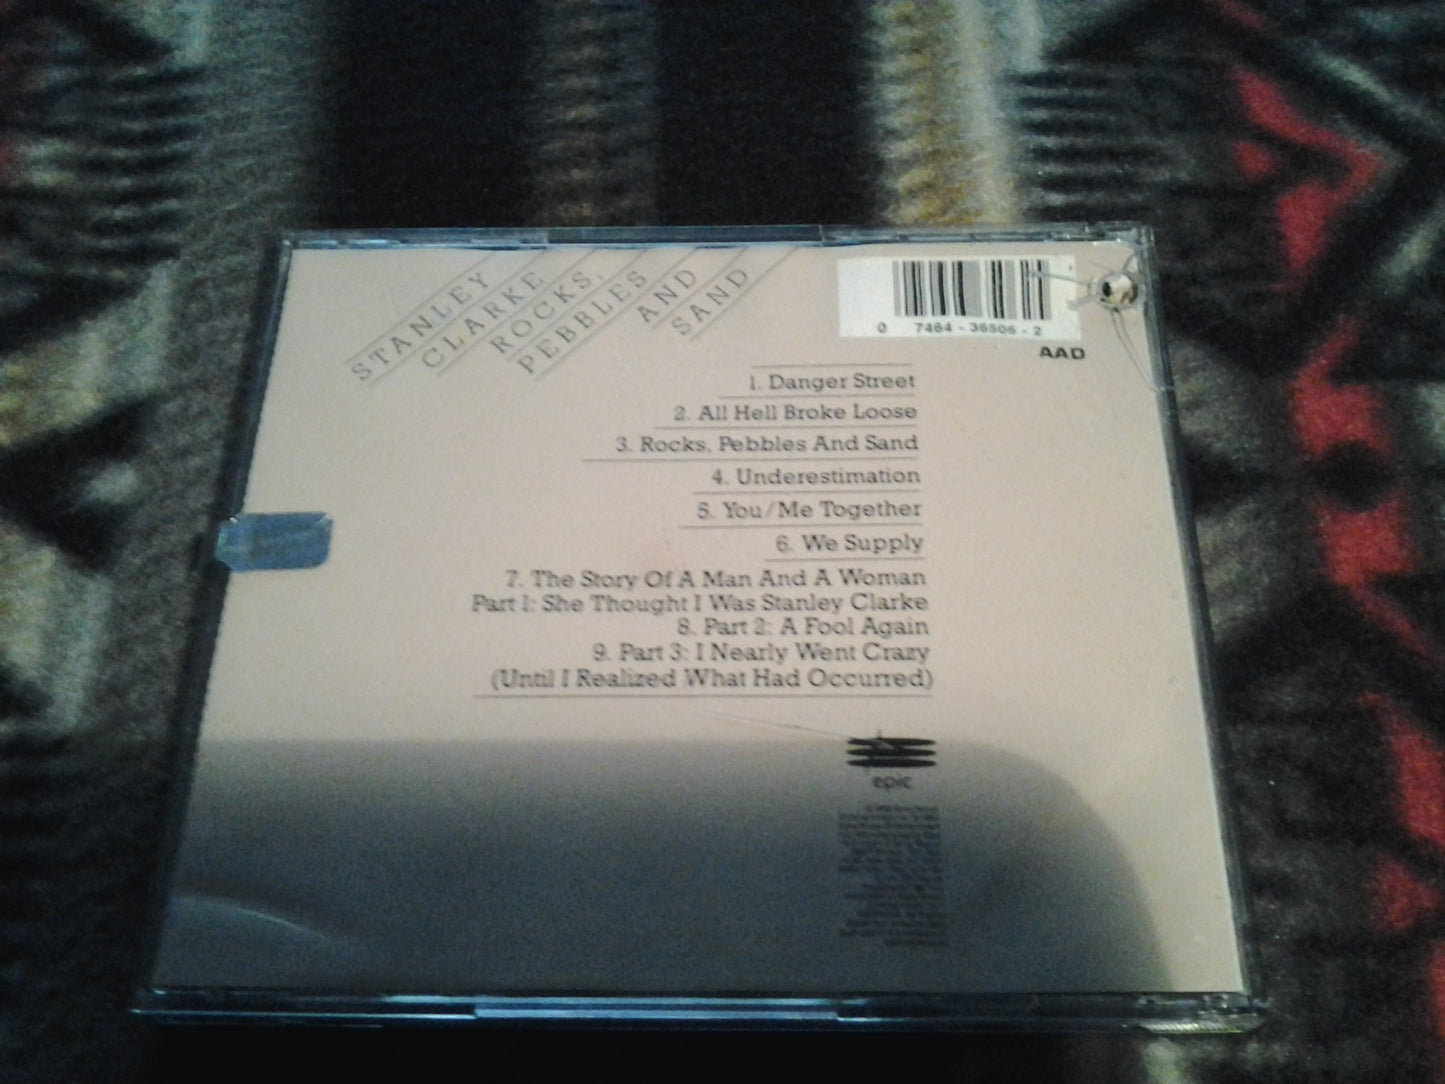 STANLEY
CLARKE
ROCKS,
PEBBLES
AND
SAND
0 7464-36506-2
AAD
1. Danger Street
2. All Hell Broke Loose
3. Rocks, Pebbles And Sand
4. Underestimation
5. You/Me Together
6. We Supply
7. The Story Of A Man And A Woman
Part 1: She Thought I Was Stanley Clarke
8. Part 2: A Fool Again
9. Part 3: I Nearly Went Crazy
(Until I Realized What Had Occurred)
epic